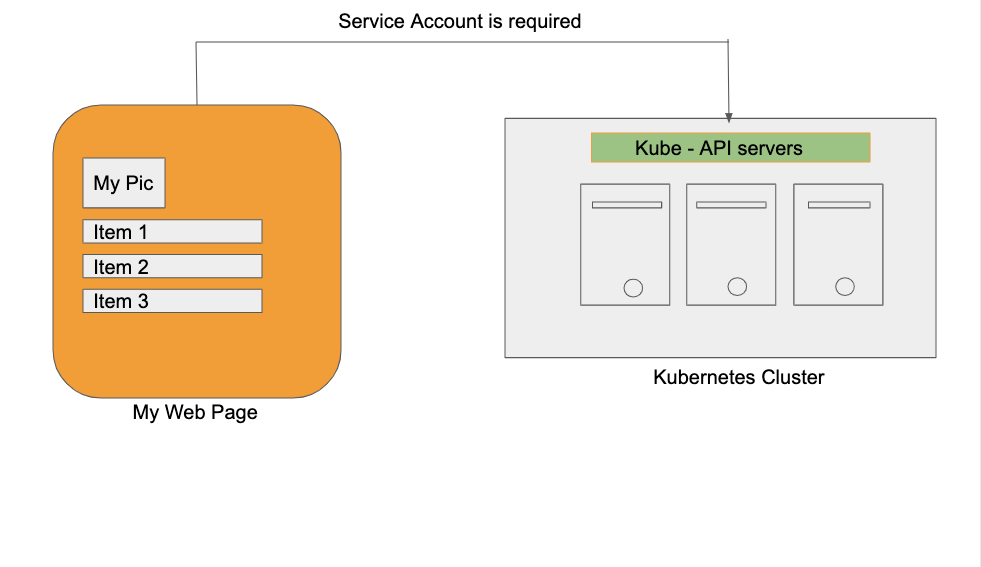 Service Account is required
My Pic
Item 1
Item 2
Item 3
My Web Page
Kube - API servers
Kubernetes Cluster